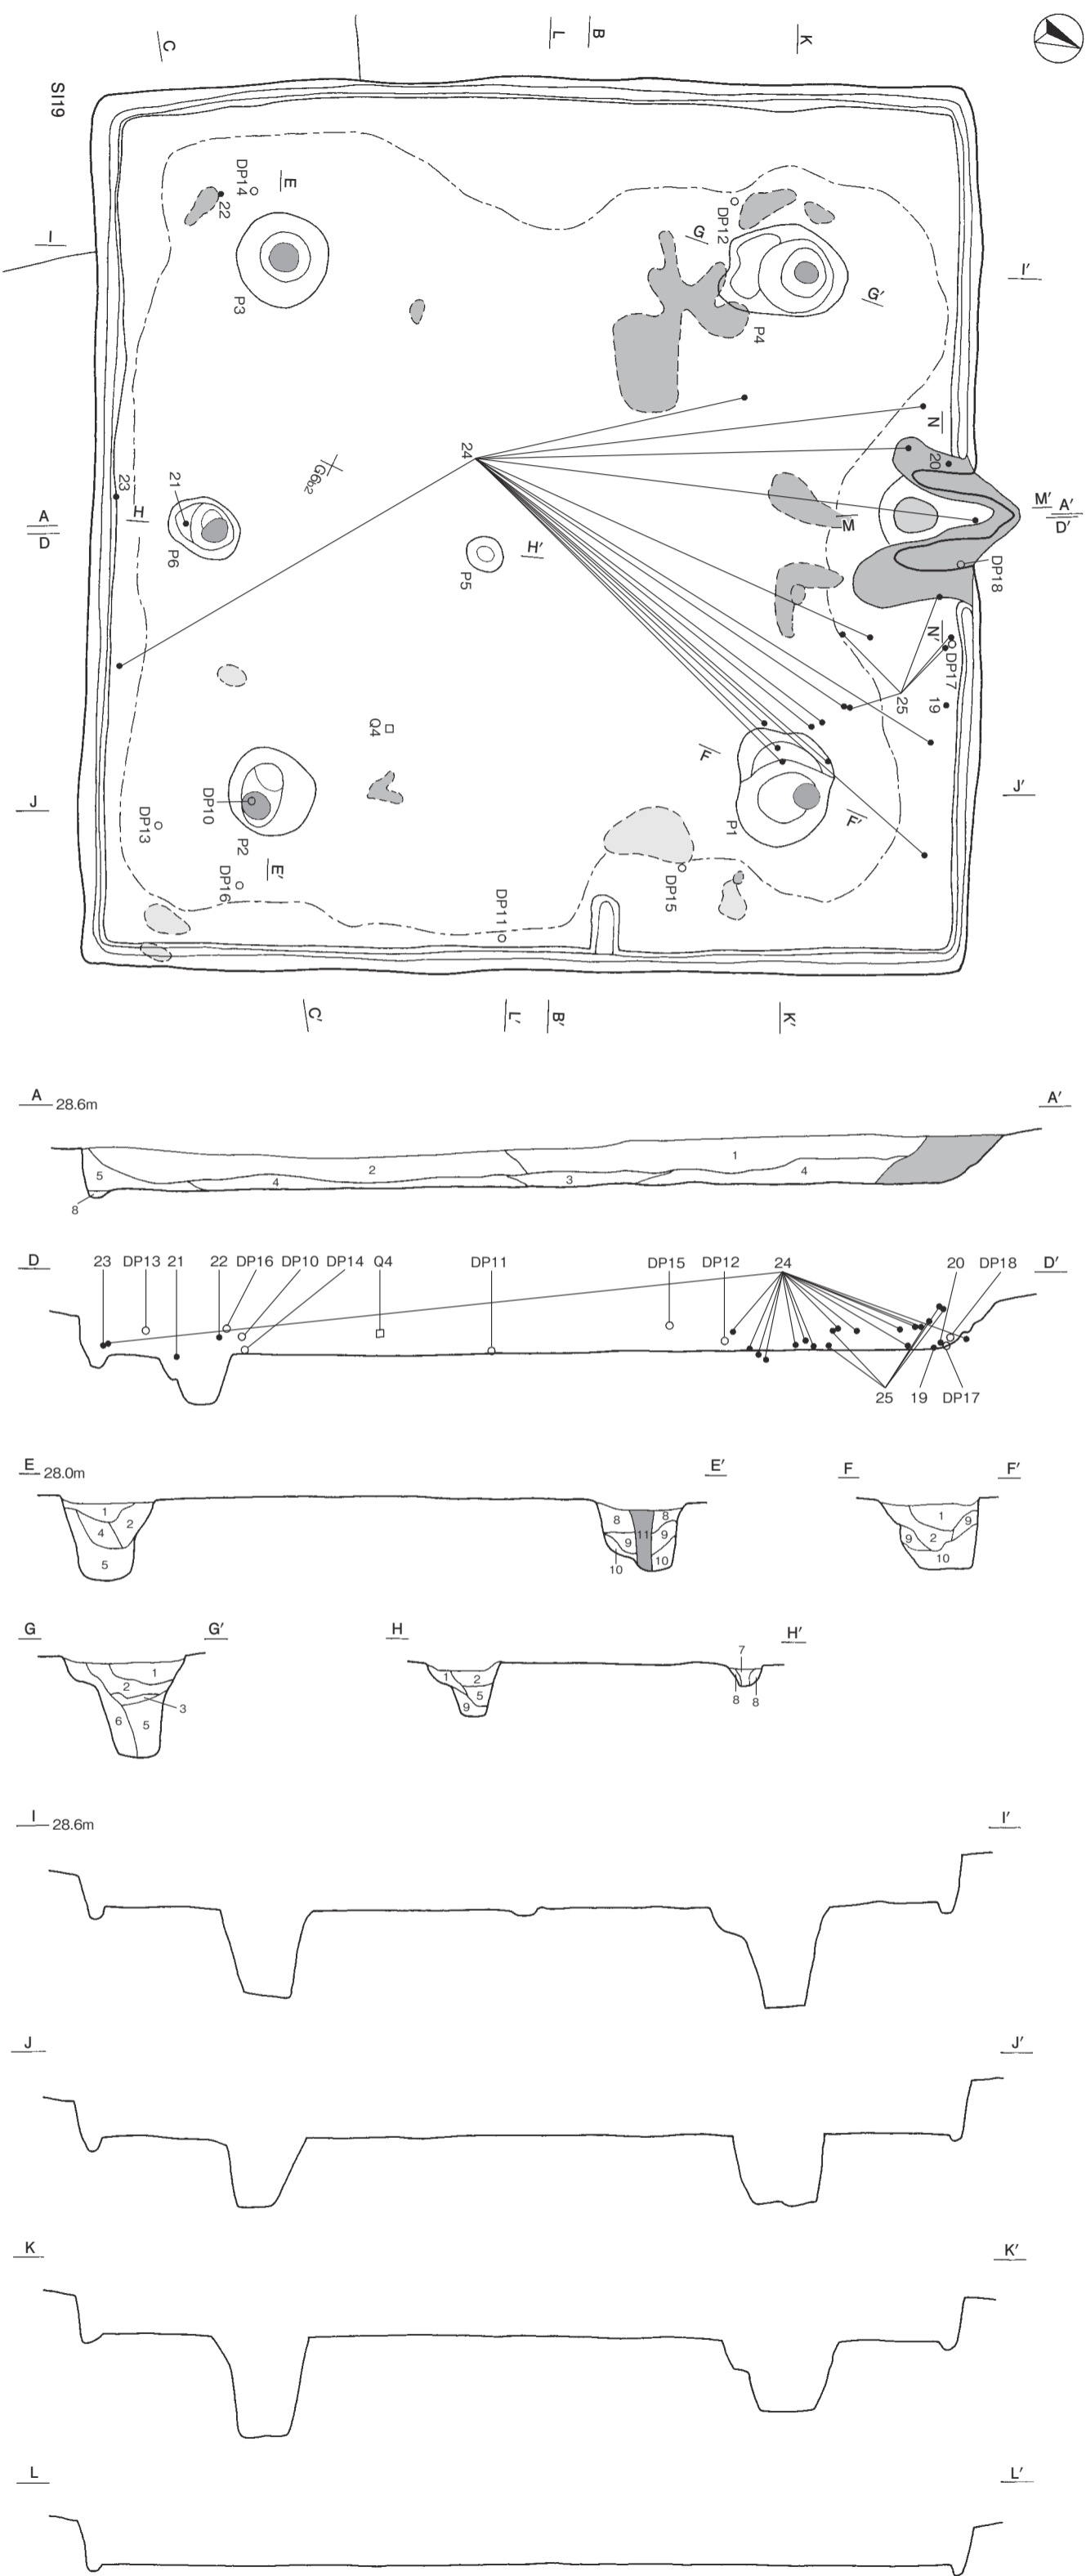 C
L
B
K
SI19
DP14
22
E
DP12
G
I
I′
G′
P3
P4
24
N
20
23
21
G6g2
H
A
D
M
M′
A′
D′
P6
P5
H′
DP18
N′
DP17
25
19
Q4
F
J
DP10
DP13
P2
P1
F′
J′
E′
DP16
DP15
DP11
C′
L′
B′
K′
A 28.6m
A′
5
2
1
4
3
4
8
D
23 DP13 21 22 DP16 DP10 DP14 Q4 DP11 DP15 DP12 24 20 DP18
D′
25 19 DP17
E 28.0m
E′
F
F′
1
4
2
5
8
11
8
9
9
10
10
1
9
9
2
10
G
G′
H
H′
1
2
3
6
5
1
2
5
9
7
8
8
I 28.6m
I′
J
J′
K
K′
L
L′